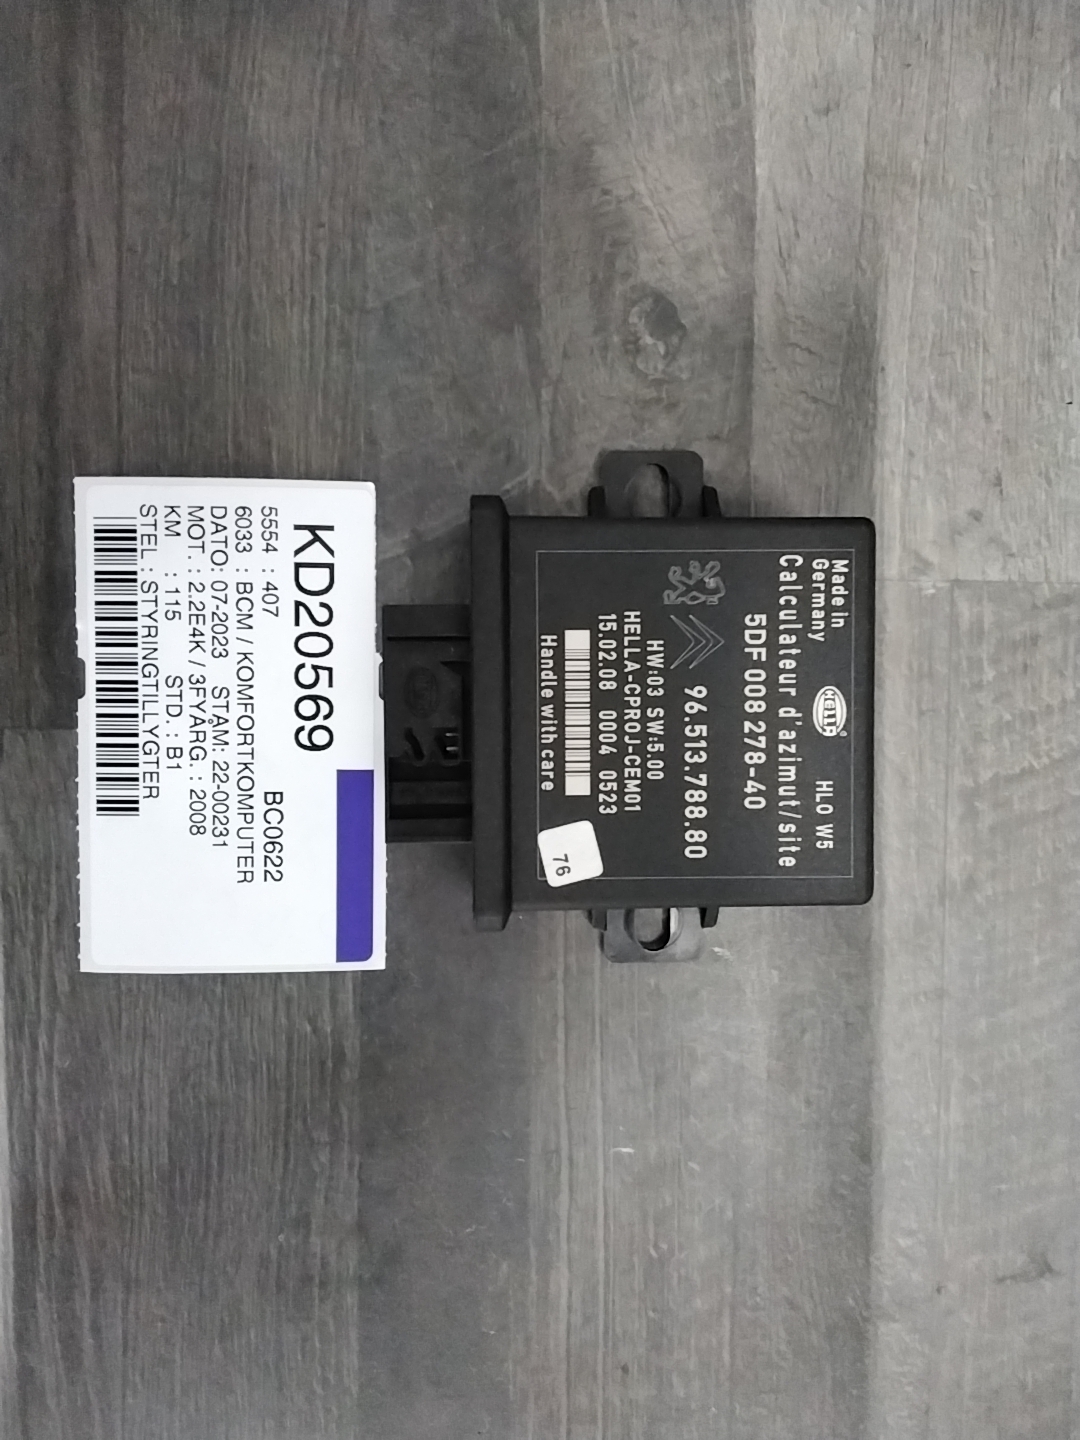 KD20569
BC0622
5554 : 407
6033 : BCM / KOMFORTKOMPUTER
DATO: 07-2023 STAM: 22-00231
MOT. : 2.2E4K / 3FYÅRG. : 2008
KM : 115 STD. : B1
STEL : STYRINGTILLYGTER
Made in
Germany
HELLA
HL0 W5
Calculateur d'azimut/site
5DF 008 278-40
96.513.788.80
HW:03 SW:5.00
HELLA-CPROJ-CEM01
15.02.08 0004 0523
Handle with care
76